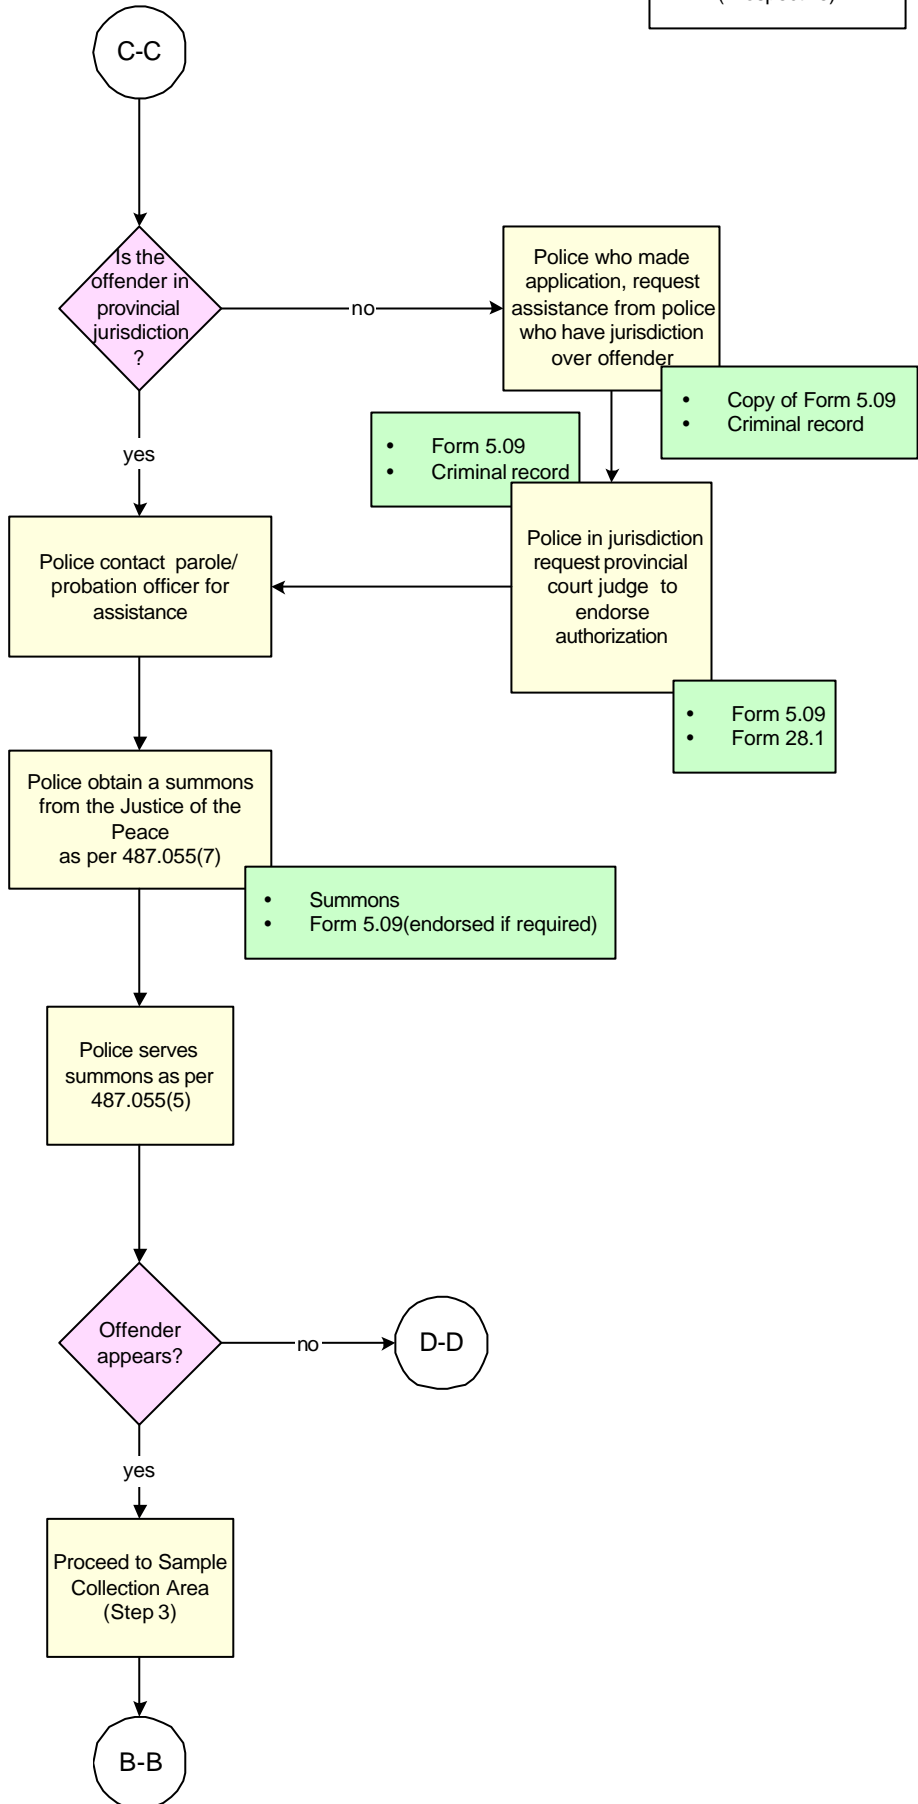 C-C
Is the
offender in
provincial
jurisdiction
?
no
Police who made
application, request
assistance from police
who have jurisdiction
over offender
• Copy of Form 5.09
• Criminal record
yes
• Form 5.09
• Criminal record
Police in jurisdiction
request provincial
court judge to
endorse
authorization
• Form 5.09
• Form 28.1
Police contact parole/
probation officer for
assistance
Police obtain a summons
from the Justice of the
Peace
as per 487.055(7)
• Summons
• Form 5.09(endorsed if required)
Police serves
summons as per
487.055(5)
Offender
appears?
no
D-D
yes
Proceed to Sample
Collection Area
(Step 3)
B-B